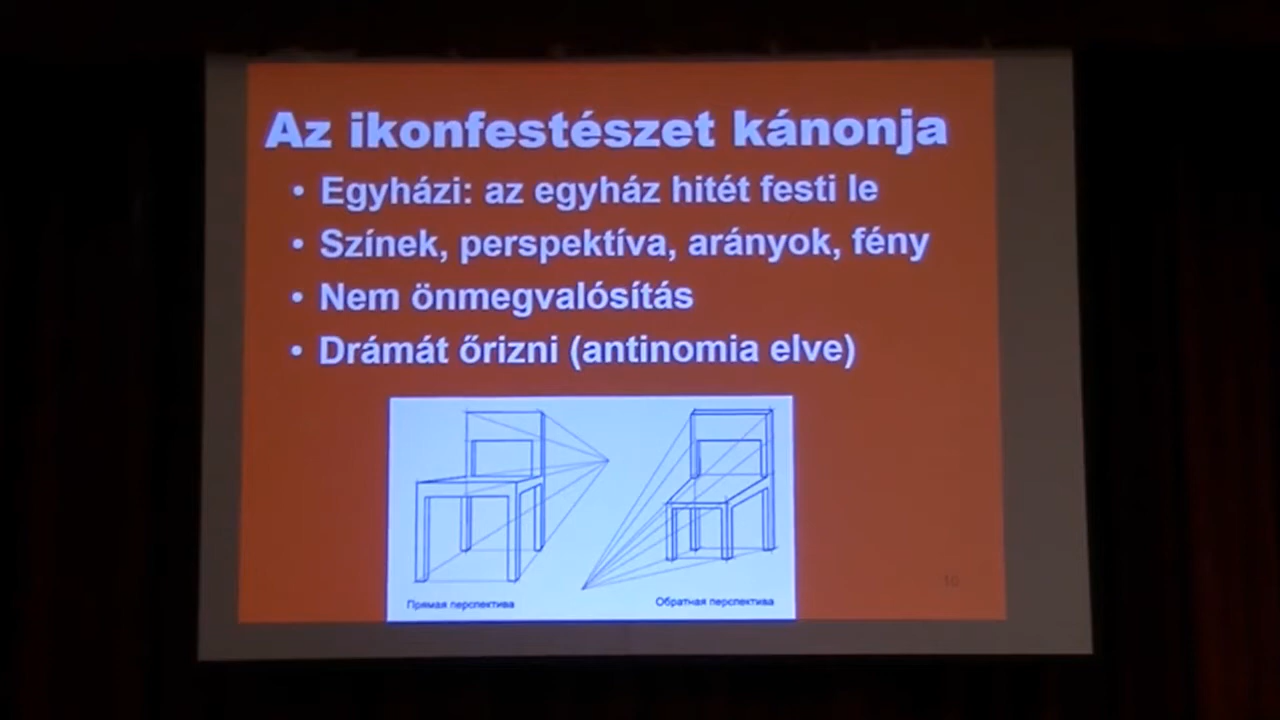 Az ikonfestészet kánonja
• Egyházi: az egyház hitét festi le
• Színek, perspektíva, arányok, fény
• Nem önmegvalósítás
• Drámát őrizni (antinomia elve)
Прямая перспектива
Обратная перспектива
10